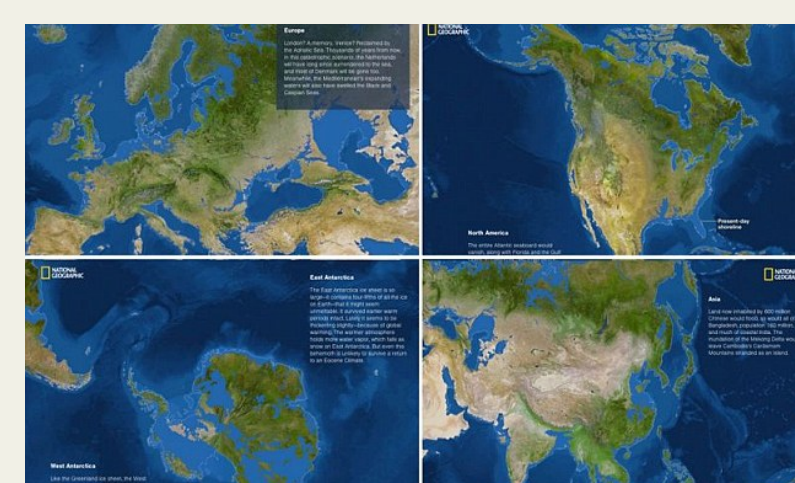 Europe
London? A memory. Venice? Reclaimed by
the Adriatic Sea. Thousands of years from now,
in this catastrophic scenario, the Netherlands
will have long since surrendered to the sea,
and most of Denmark will be gone too.
Meanwhile, the Mediterranean's expanding
waters will also have swelled the Black and
Caspian Seas.
NATIONAL
GEOGRAPHIC
North America
The entire Atlantic seaboard would
vanish, along with Florida and the Gulf
Present-day
shoreline
NATIONAL
GEOGRAPHIC
East Antarctica
The East Antarctica ice sheet is so
large—it contains four-fifths of all the ice
on Earth—that it might seem
unmeltable. It survived earlier warm
periods intact. Lately it seems to be
thickening slightly—because of global
warming. The warmer atmosphere
holds more water vapor, which falls as
snow on East Antarctica. But even this
behemoth is unlikely to survive a return
to an Eocene Climate.
West Antarctica
Like the Greenland ice sheet, the West
NATIONAL
GEOGRAPHIC
Asia
Land now inhabited by 600 million
Chinese would flood, as would all of
Bangladesh, population 160 million,
and much of coastal India. The
inundation of the Mekong Delta would
leave Cambodia's Cardamom
Mountains stranded as an island.